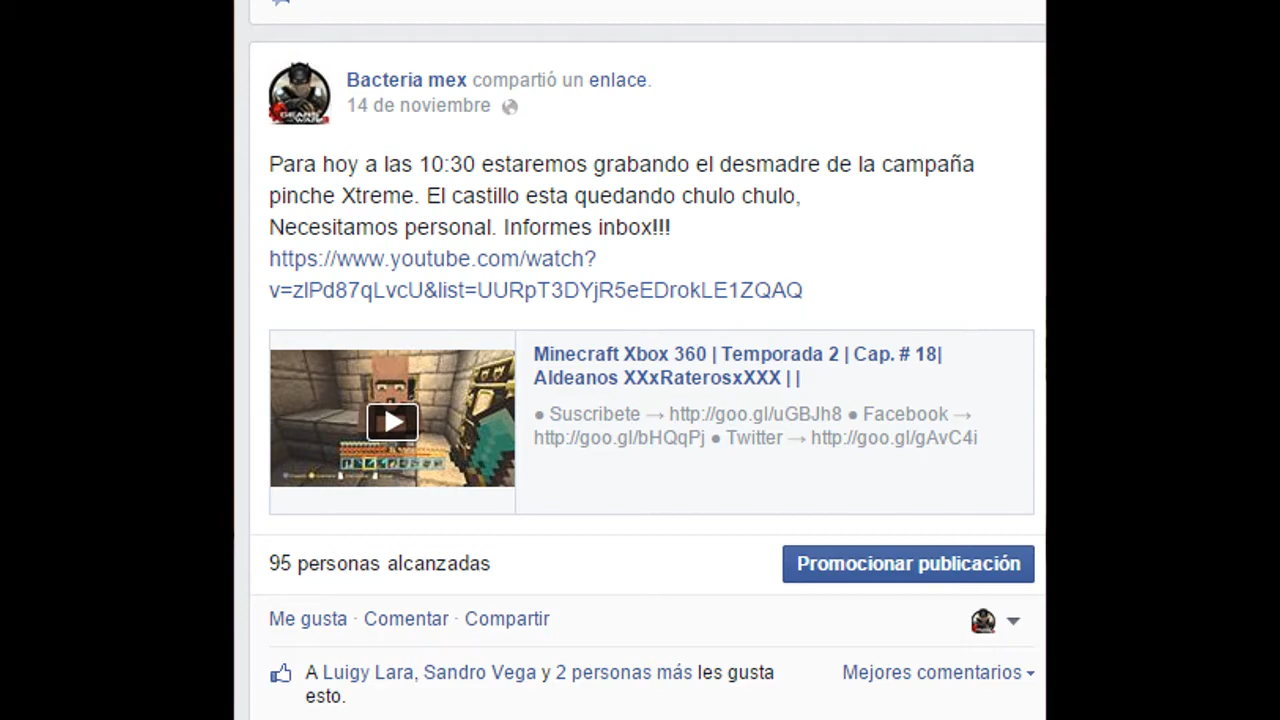 Bacteria mex compartió un enlace.
14 de noviembre
Para hoy a las 10:30 estaremos grabando el desmadre de la campaña
pinche Xtreme. El castillo esta quedando chulo chulo,
Necesitamos personal. Informes inbox!!!
https://www.youtube.com/watch?
v=zlPd87qLvcU&list=UURpT3DYjR5eEDrokLE1ZQAQ
Minecraft Xbox 360 | Temporada 2 | Cap. # 18|
Aldeanos XXxRaterosxXXX | |
● Suscribete → http://goo.gl/uGBJh8 ● Facebook →
http://goo.gl/bHQqPj ● Twitter → http://goo.gl/gAvC4i
95 personas alcanzadas
Promocionar publicación
Me gusta · Comentar · Compartir
A Luigy Lara, Sandro Vega y 2 personas más les gusta
esto.
Mejores comentarios